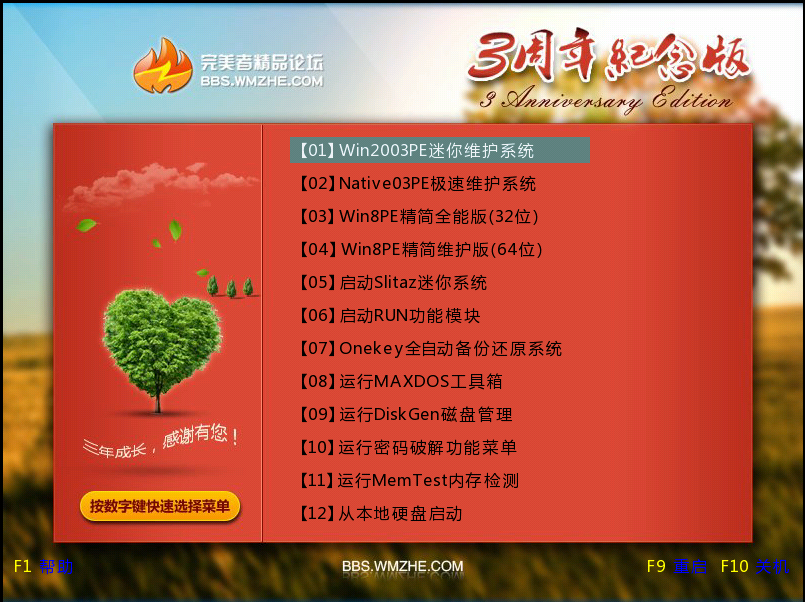 完美者精品论坛
BBS.WMZHE.COM
3周年紀念版
3 Anniversary Edition
【01】Win2003PE迷你维护系统
【02】Native03PE极速维护系统
【03】Win8PE精简全能版(32位)
【04】Win8PE精简维护版(64位)
【05】启动Slitaz迷你系统
【06】启动RUN功能模块
【07】Onekey全自动备份还原系统
【08】运行MAXDOS工具箱
【09】运行DiskGen磁盘管理
【10】运行密码破解功能菜单
【11】运行MemTest内存检测
【12】从本地硬盘启动
三年成长，感谢有您！
按数字键快速选择菜单
F1 帮助
BBS.WMZHE.COM
F9 重启 F10 关机